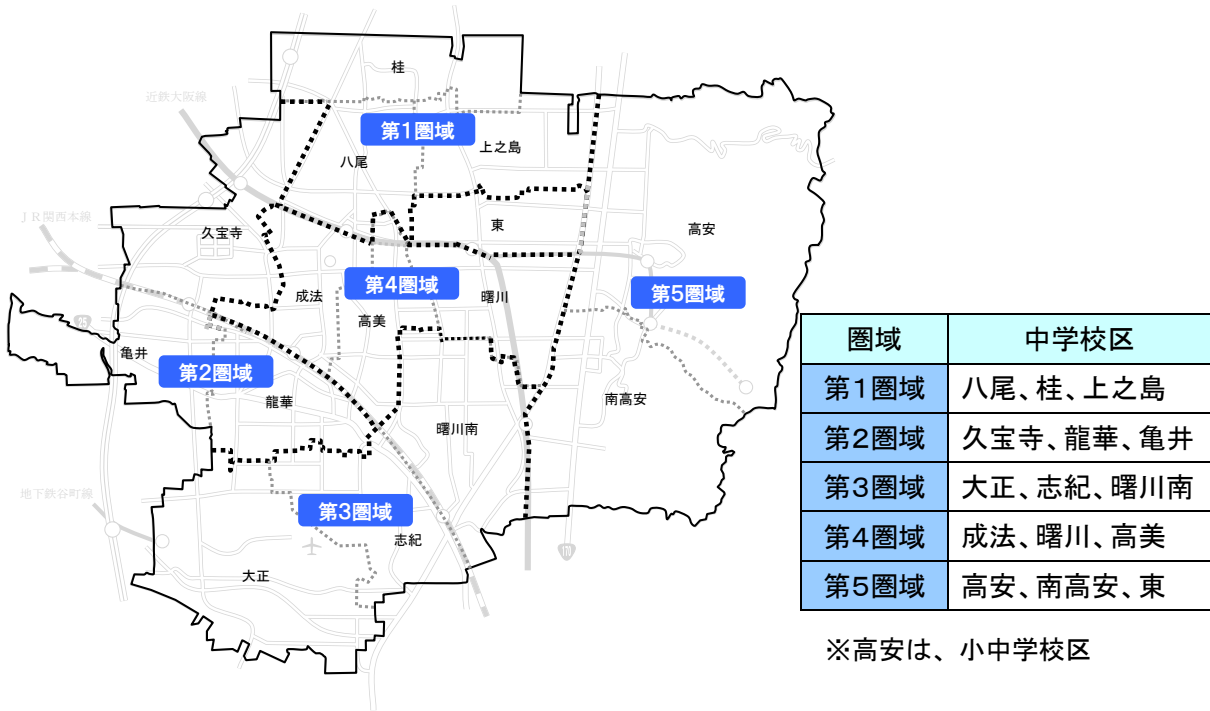 桂
近鉄大阪線
第1圏域
八尾
上之島
JR関西本線
久宝寺
東
高安
第4圏域
成法
曙川
高美
第5圏域
25
亀井
第2圏域
龍華
南高安
曙川南
地下鉄谷町線
第3圏域
志紀
大正
170
圏域 中学校区
第1圏域 八尾、桂、上之島
第2圏域 久宝寺、龍華、亀井
第3圏域 大正、志紀、曙川南
第4圏域 成法、曙川、高美
第5圏域 高安、南高安、東
※高安は、小中学校区